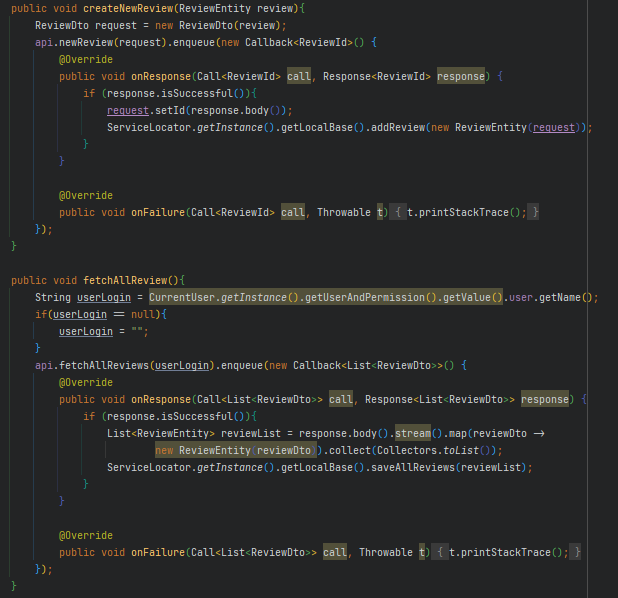 public void createNewReview(ReviewEntity review){
ReviewDto request = new ReviewDto(review);
api.newReview(request).enqueue(new Callback<ReviewId>() {
@Override
public void onResponse(Call<ReviewId> call, Response<ReviewId> response) {
if (response.isSuccessful()){
request.setId(response.body());
ServiceLocator.getInstance().getLocalBase().addReview(new ReviewEntity(request));
}
}
@Override
public void onFailure(Call<ReviewId> call, Throwable t) { t.printStackTrace(); }
});
}
public void fetchAllReview(){
String userLogin = CurrentUser.getInstance().getUserAndPermission().getValue().user.getName();
if(userLogin == null){
userLogin = "";
}
api.fetchAllReviews(userLogin).enqueue(new Callback<List<ReviewDto>>() {
@Override
public void onResponse(Call<List<ReviewDto>> call, Response<List<ReviewDto>> response) {
if (response.isSuccessful()){
List<ReviewEntity> reviewList = response.body().stream().map(reviewDto ->
new ReviewEntity(reviewDto)).collect(Collectors.toList());
ServiceLocator.getInstance().getLocalBase().saveAllReviews(reviewList);
}
}
@Override
public void onFailure(Call<List<ReviewDto>> call, Throwable t) { t.printStackTrace(); }
});
}